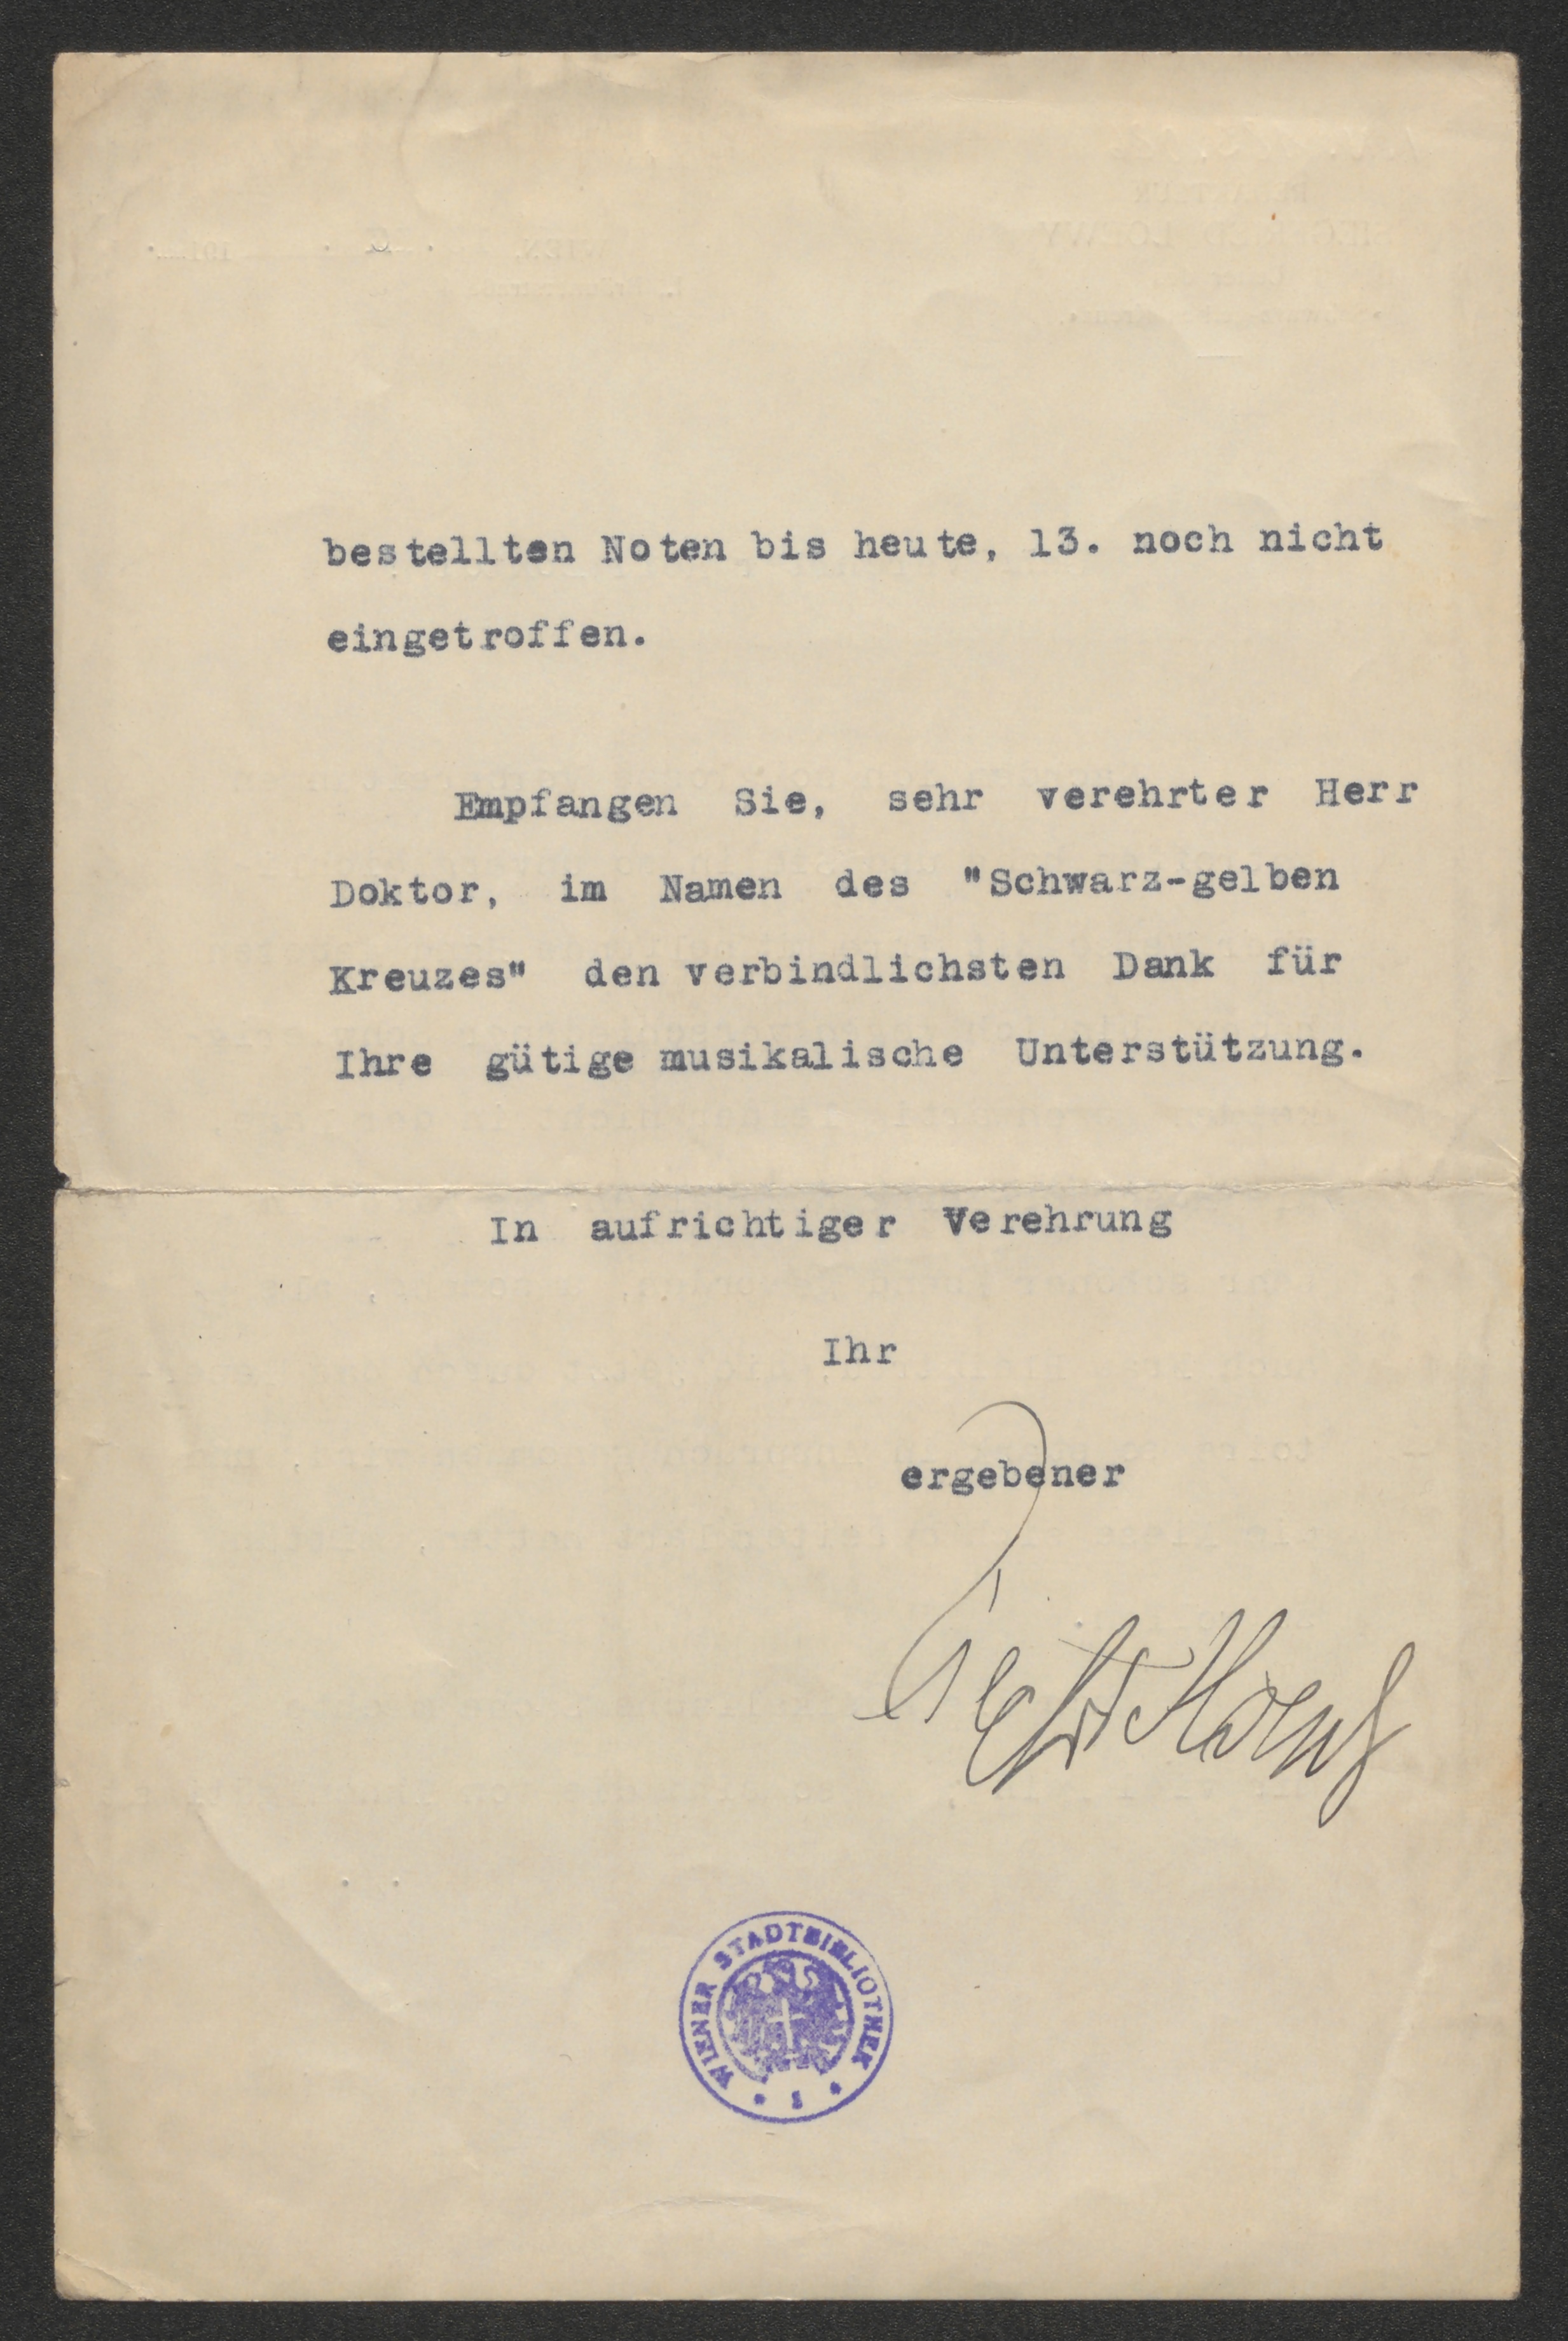 bestellten Noten bis heute, 13. noch nicht
eingetroffen.
Empfangen Sie, sehr verehrter Herr
Doktor, im Namen des "Schwarz-gelben
Kreuzes" den verbindlichsten Dank für
Ihre gütige musikalische Unterstützung.
In aufrichtiger Verehrung
Ihr
ergebener
WIENER STADTBIBLIOTHEK